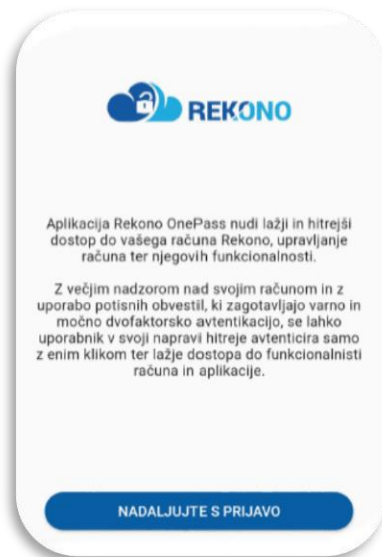 REKONO
Aplikacija Rekono OnePass nudi lažji in hitrejši
dostop do vašega računa Rekono, upravljanje
računa ter njegovih funkcionalnosti.
Z večjim nadzorom nad svojim računom in z
uporabo potisnih obvestil, ki zagotavljajo varno in
močno dvofaktorsko avtentikacijo, se lahko
uporabnik v svoji napravi hitreje avtenticira samo
z enim klikom ter lažje dostopa do funkcionalnisti
računa in aplikacije.
NADALJUJTE S PRIJAVO